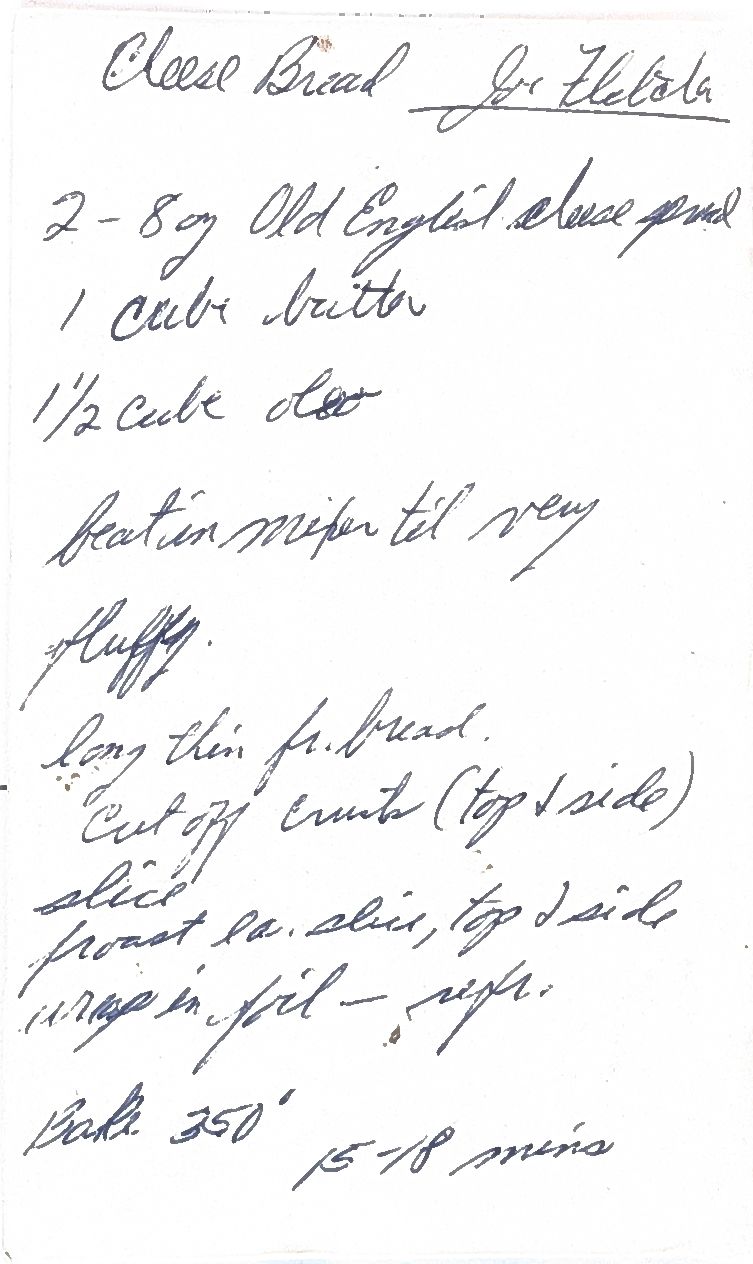 Cheese Bread
2 - 8 oz Old English cheese spread
1 cube butter
1 1/2 cube oleo
beat in mixer til very
fluffy.
long thin fr. bread.
cut off crusts (top & side)
slice
froast ea. slice, top & side
wrap in foil - refr.
Bake 350°
15-18 mins